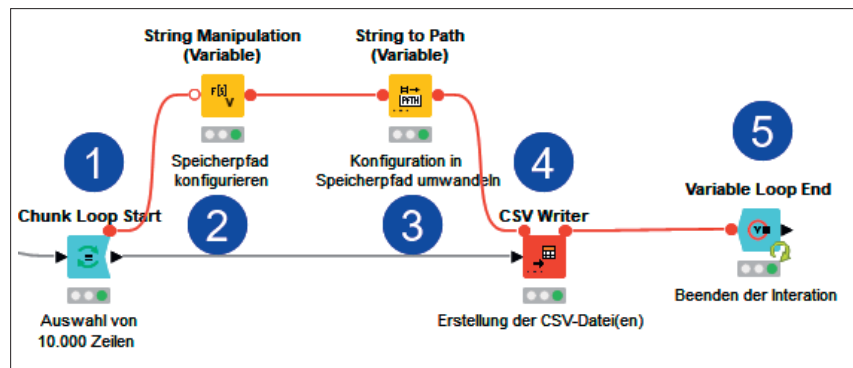 String Manipulation
(Variable)
String to Path
(Variable)
F[s]
V
PATH
1
Speicherpfad
konfigurieren
Konfiguration in
Speicherpfad umwandeln
4
5
Variable Loop End
Chunk Loop Start
2
3
CSV Writer
V
Auswahl von
10.000 Zeilen
Erstellung der CSV-Datei(en)
Beenden der Interation